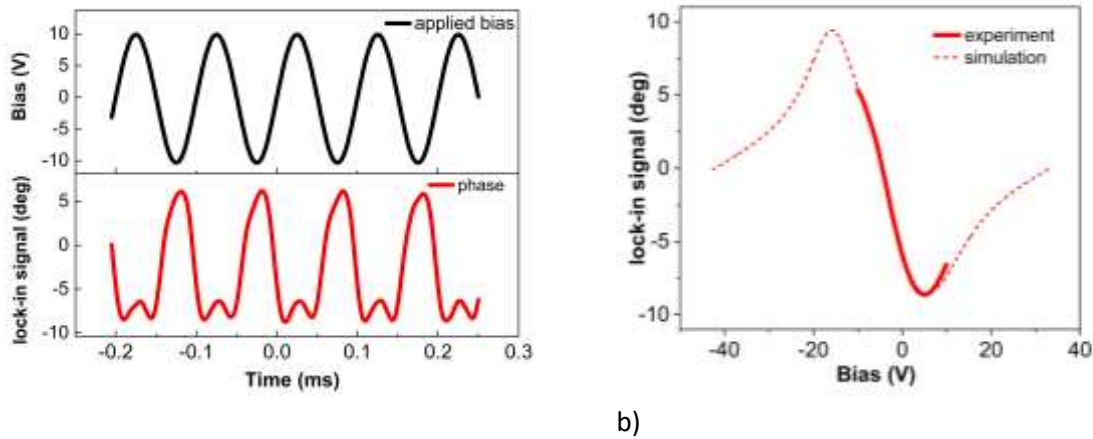 applied bias
10
5
0
-5
-10
Bias (V)
phase
5
0
-5
-10
lock-in signal (deg)
-0.2 -0.1 0.0 0.1 0.2 0.3
Time (ms)
experiment
simulation
10
5
0
-5
-10
lock-in signal (deg)
-40 -20 0 20 40
Bias (V)
b)